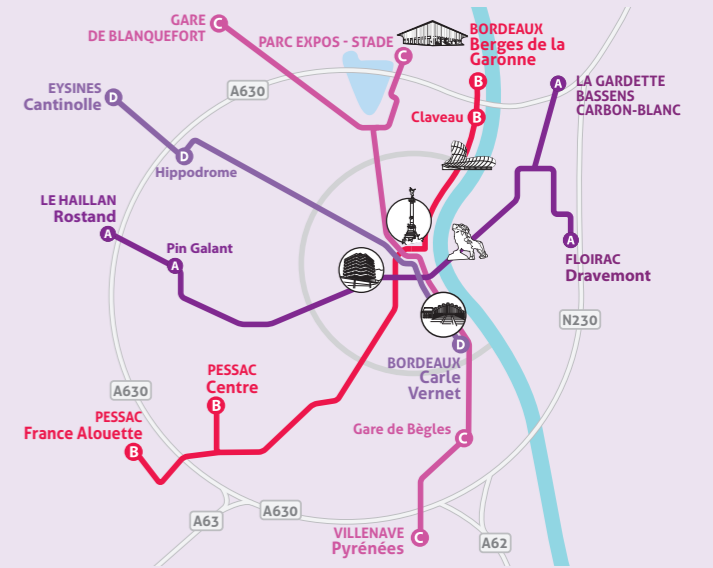 GARE
DE BLANQUEFORT
C
PARC EXPOS - STADE
C
BORDEAUX
Berges de la
Garonne
B
Claveau
B
A
LA GARDETTE
BASSENS
CARBON-BLANC
A630
EYSINES
Cantinolle
D
D
Hippodrome
LE HAILLAN
Rostand
A
Pin Galant
A
A
FLOIRAC
Dravemont
N230
D
BORDEAUX
Carle
Vernet
A630
PESSAC
Centre
B
PESSAC
France Alouette
B
Gare de Bègles
C
A63
A630
VILLENAVE
Pyrénées
C
A62